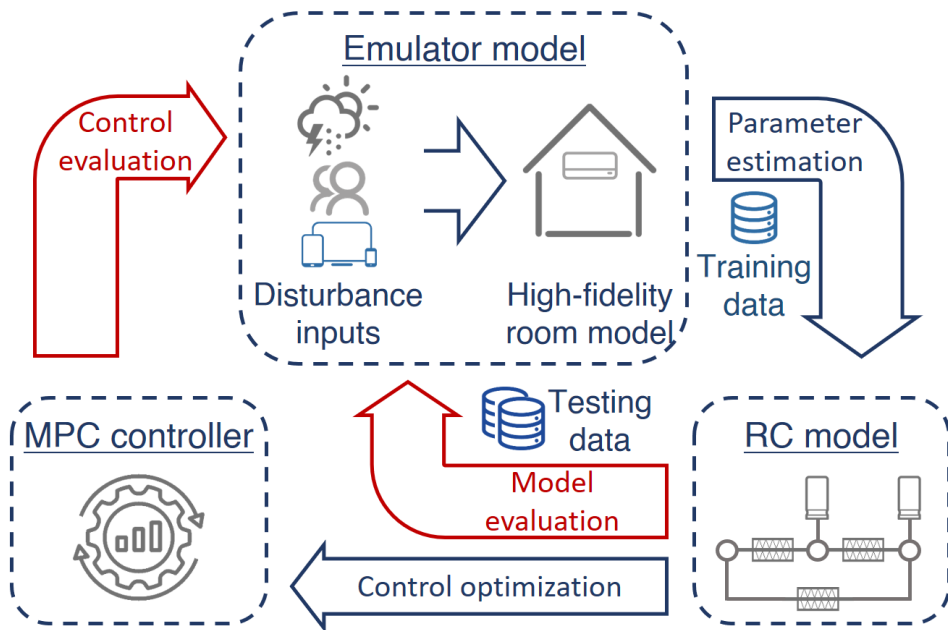 Emulator model
Control
evaluation
Parameter
estimation
Disturbance
inputs
High-fidelity
room model
Training
data
MPC controller
Testing
data
RC model
Model
evaluation
Control optimization